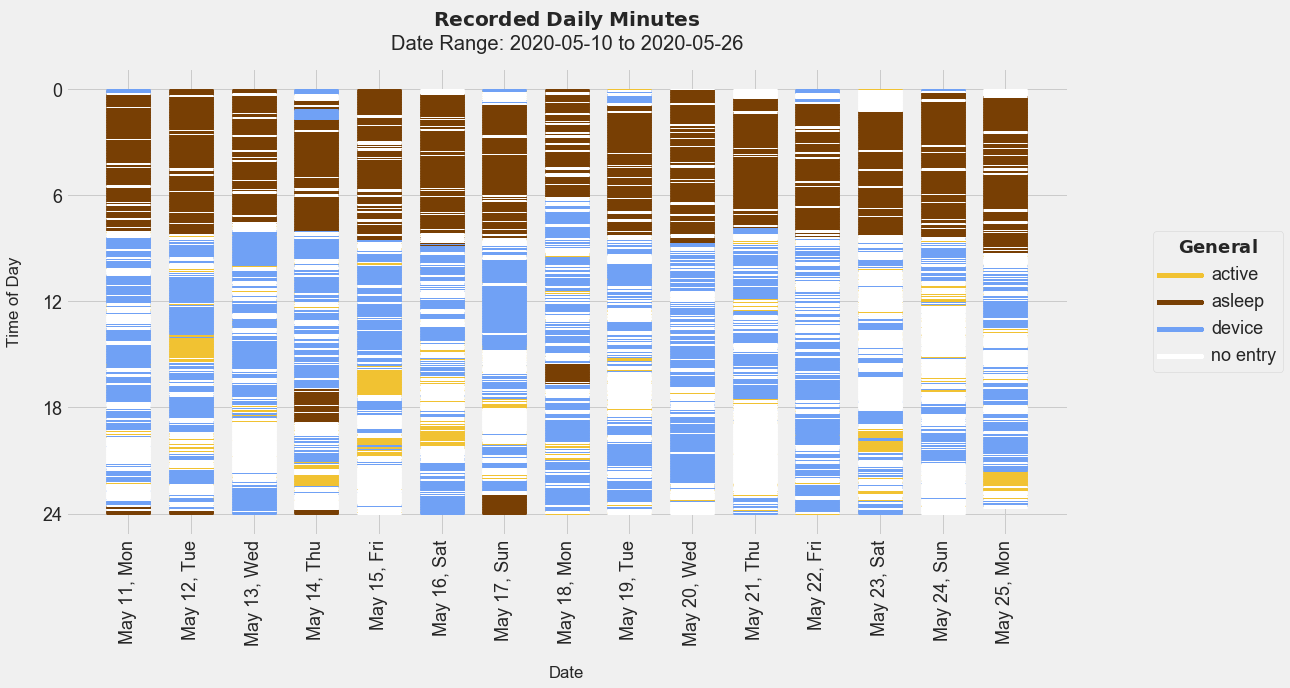 Recorded Daily Minutes
Date Range: 2020-05-10 to 2020-05-26
0
6
12
18
24
Time of Day
May 11, Mon
May 12, Tue
May 13, Wed
May 14, Thu
May 15, Fri
May 16, Sat
May 17, Sun
May 18, Mon
May 19, Tue
May 20, Wed
May 21, Thu
May 22, Fri
May 23, Sat
May 24, Sun
May 25, Mon
Date
General
active
asleep
device
no entry